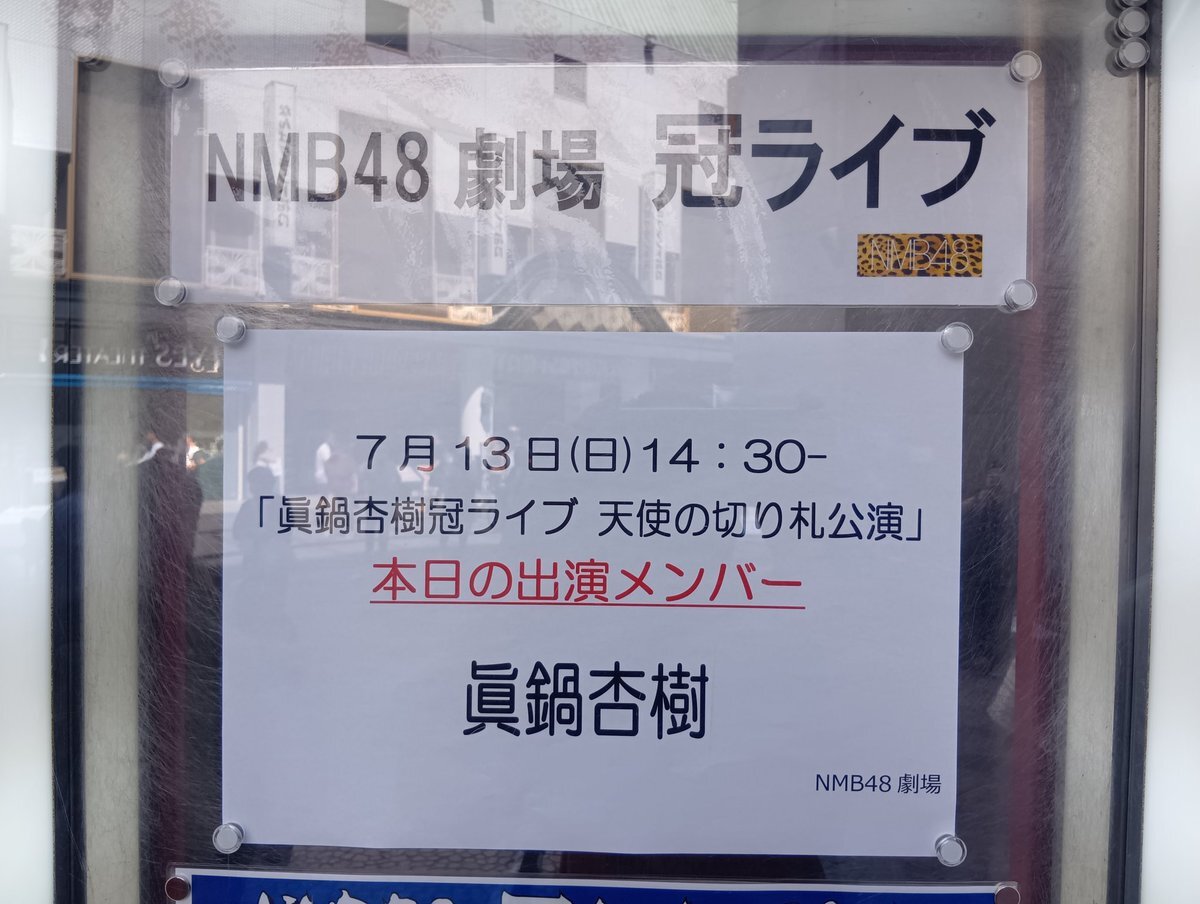 NMB48 劇場 冠ライブ
NMB48
7月13日(日)14:30-
「眞鍋杏樹冠ライブ 天使の切り札公演」
本日の出演メンバー
眞鍋杏樹
NMB48 劇場